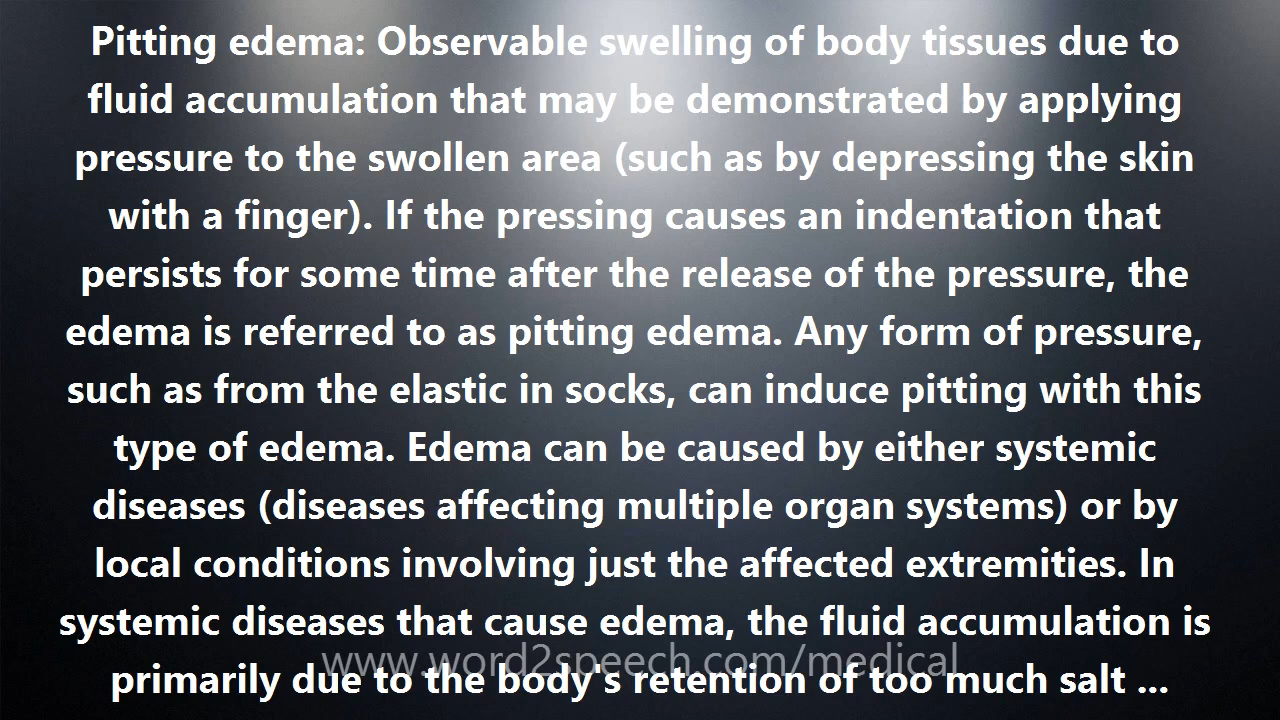 Pitting edema: Observable swelling of body tissues due to
fluid accumulation that may be demonstrated by applying
pressure to the swollen area (such as by depressing the skin
with a finger). If the pressing causes an indentation that
persists for some time after the release of the pressure, the
edema is referred to as pitting edema. Any form of pressure,
such as from the elastic in socks, can induce pitting with this
type of edema. Edema can be caused by either systemic
diseases (diseases affecting multiple organ systems) or by
local conditions involving just the affected extremities. In
systemic diseases that cause edema, the fluid accumulation is
www.word2speech.com/medical
primarily due to the body's retention of too much salt ...